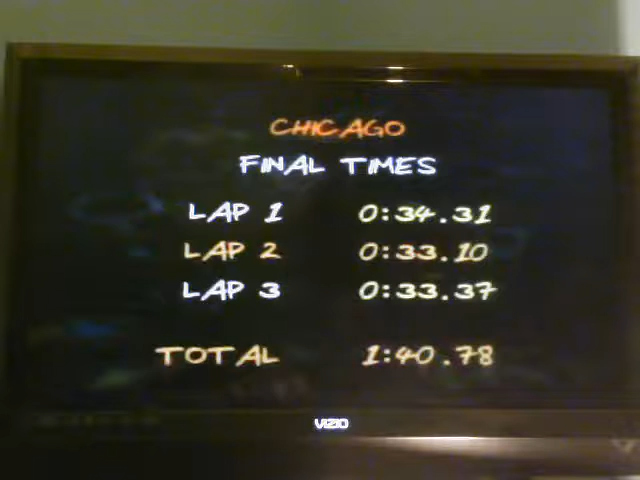 CHICAGO
FINAL TIMES
LAP 1 0:34.31
LAP 2 0:33.10
LAP 3 0:33.37
TOTAL 1:40.78
VIZIO